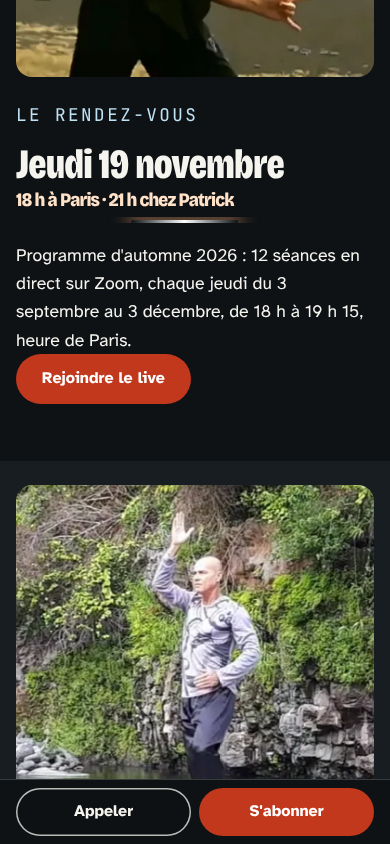 LE RENDEZ-VOUS
Jeudi 19 novembre
18 h à Paris · 21 h chez Patrick
Programme d'automne 2026 : 12 séances en
direct sur Zoom, chaque jeudi du 3
septembre au 3 décembre, de 18 h à 19 h 15,
heure de Paris.
Rejoindre le live
Appeler
S'abonner